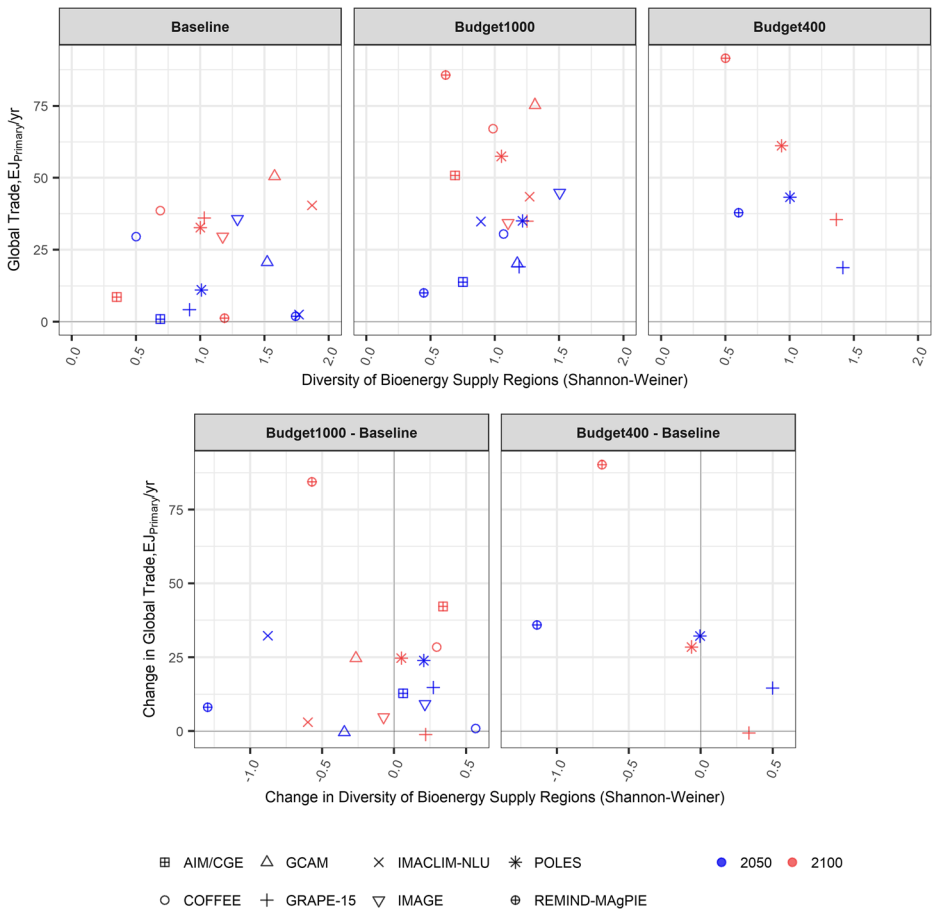 Baseline Budget1000 Budget400
Global Trade,EJPrimary/yr
75
50
25
0
0.0 0.5 1.0 1.5 2.0 0.0 0.5 1.0 1.5 2.0 0.0 0.5 1.0 1.5 2.0
Diversity of Bioenergy Supply Regions (Shannon-Weiner)
Budget1000 - Baseline Budget400 - Baseline
Change in Global Trade,EJPrimary/yr
75
50
25
0
-1.0 -0.5 0.0 0.5 -1.0 -0.5 0.0 0.5
Change in Diversity of Bioenergy Supply Regions (Shannon-Weiner)
AIM/CGE GCAM IMACLIM-NLU POLES 2050 2100
COFFEE GRAPE-15 IMAGE REMIND-MAgPIE